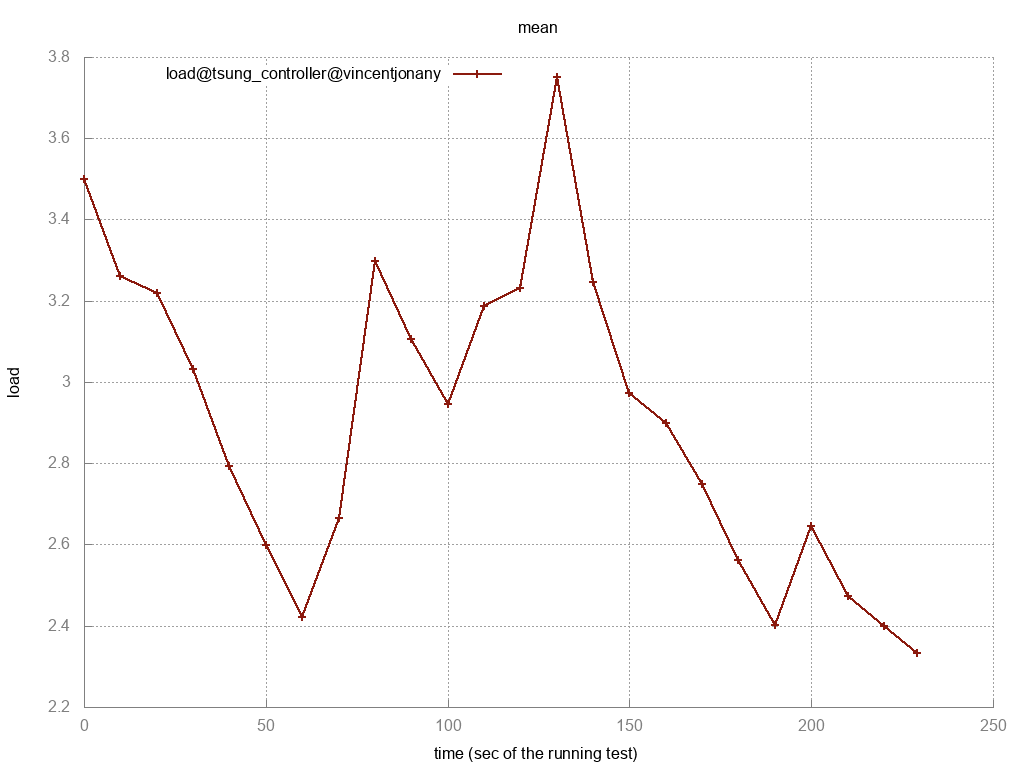 mean
load@tsung_controller@vincentjonany
3.8
3.6
3.4
3.2
3
2.8
2.6
2.4
2.2
load
0 50 100 150 200 250
time (sec of the running test)